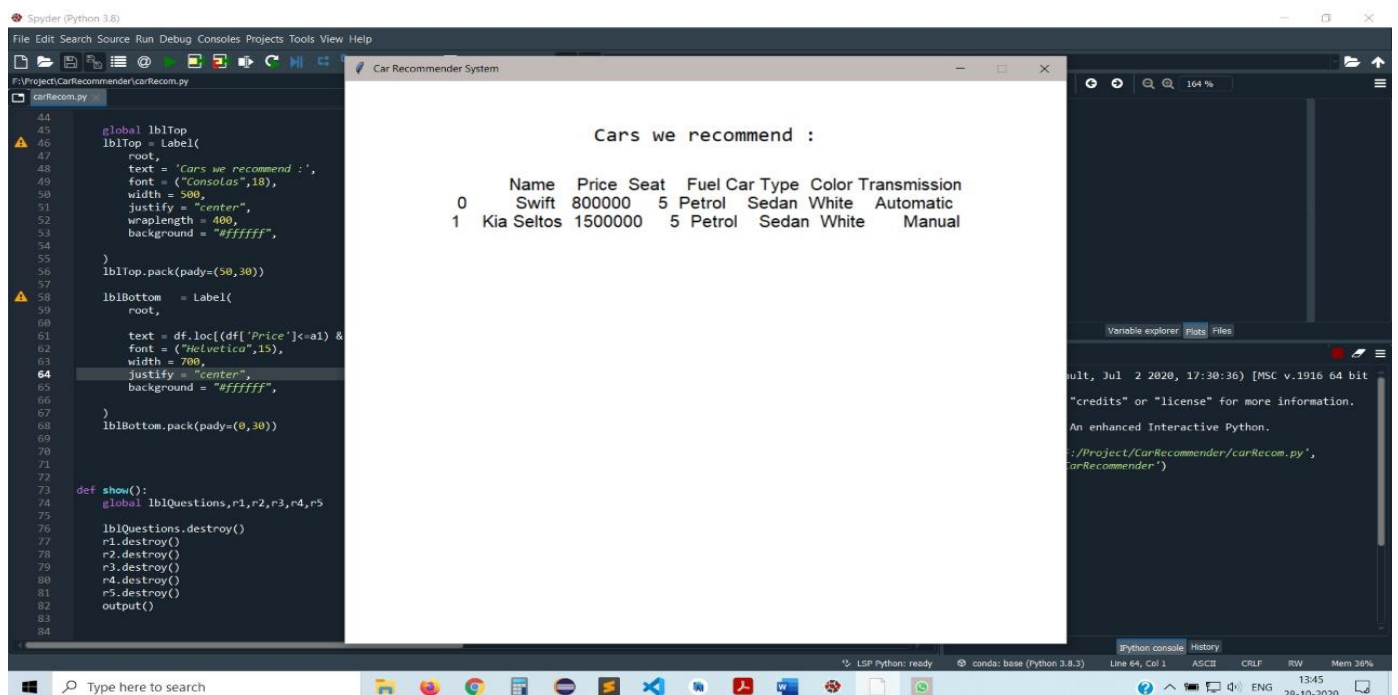 Spyder (Python 3.8)
File Edit Search Source Run Debug Consoles Projects Tools View Help
F:\Project\CarRecommender\carRecom.py
carRecom.py
44
45 global lblTop
46 lblTop = Label(
47 root,
48 text = 'Cars we recommend :',
49 font = ("Consolas",18),
50 width = 500,
51 justify = "center",
52 wraplength = 400,
53 background = "#ffffff",
54
55 )
56 lblTop.pack(pady=(50,30))
57
58 lblBottom = Label(
59 root,
60
61 text = df.loc[(df['Price']<=a1) &
62 font = ("Helvetica",15),
63 width = 700,
64 justify = "center",
65 background = "#ffffff",
66
67 )
68 lblBottom.pack(pady=(0,30))
69
70
71
72
73 def show():
74 global lblQuestions,r1,r2,r3,r4,r5
75
76 lblQuestions.destroy()
77 r1.destroy()
78 r2.destroy()
79 r3.destroy()
80 r4.destroy()
81 r5.destroy()
82 output()
83
84
Car Recommender System
Cars we recommend :
Name Price Seat Fuel Car Type Color Transmission
0 Swift 800000 5 Petrol Sedan White Automatic
1 Kia Seltos 1500000 5 Petrol Sedan White Manual
164 %
Variable explorer Plots Files
ault, Jul 2 2020, 17:30:36) [MSC v.1916 64 bit
"credits" or "license" for more information.
An enhanced Interactive Python.
:/Project/CarRecommender/carRecom.py',
CarRecommender')
IPython console History
LSP Python: ready conda: base (Python 3.8.3) Line 64, Col 1 ASCII CRLF RW Mem 36%
Type here to search
ENG
13:45
28-10-2020